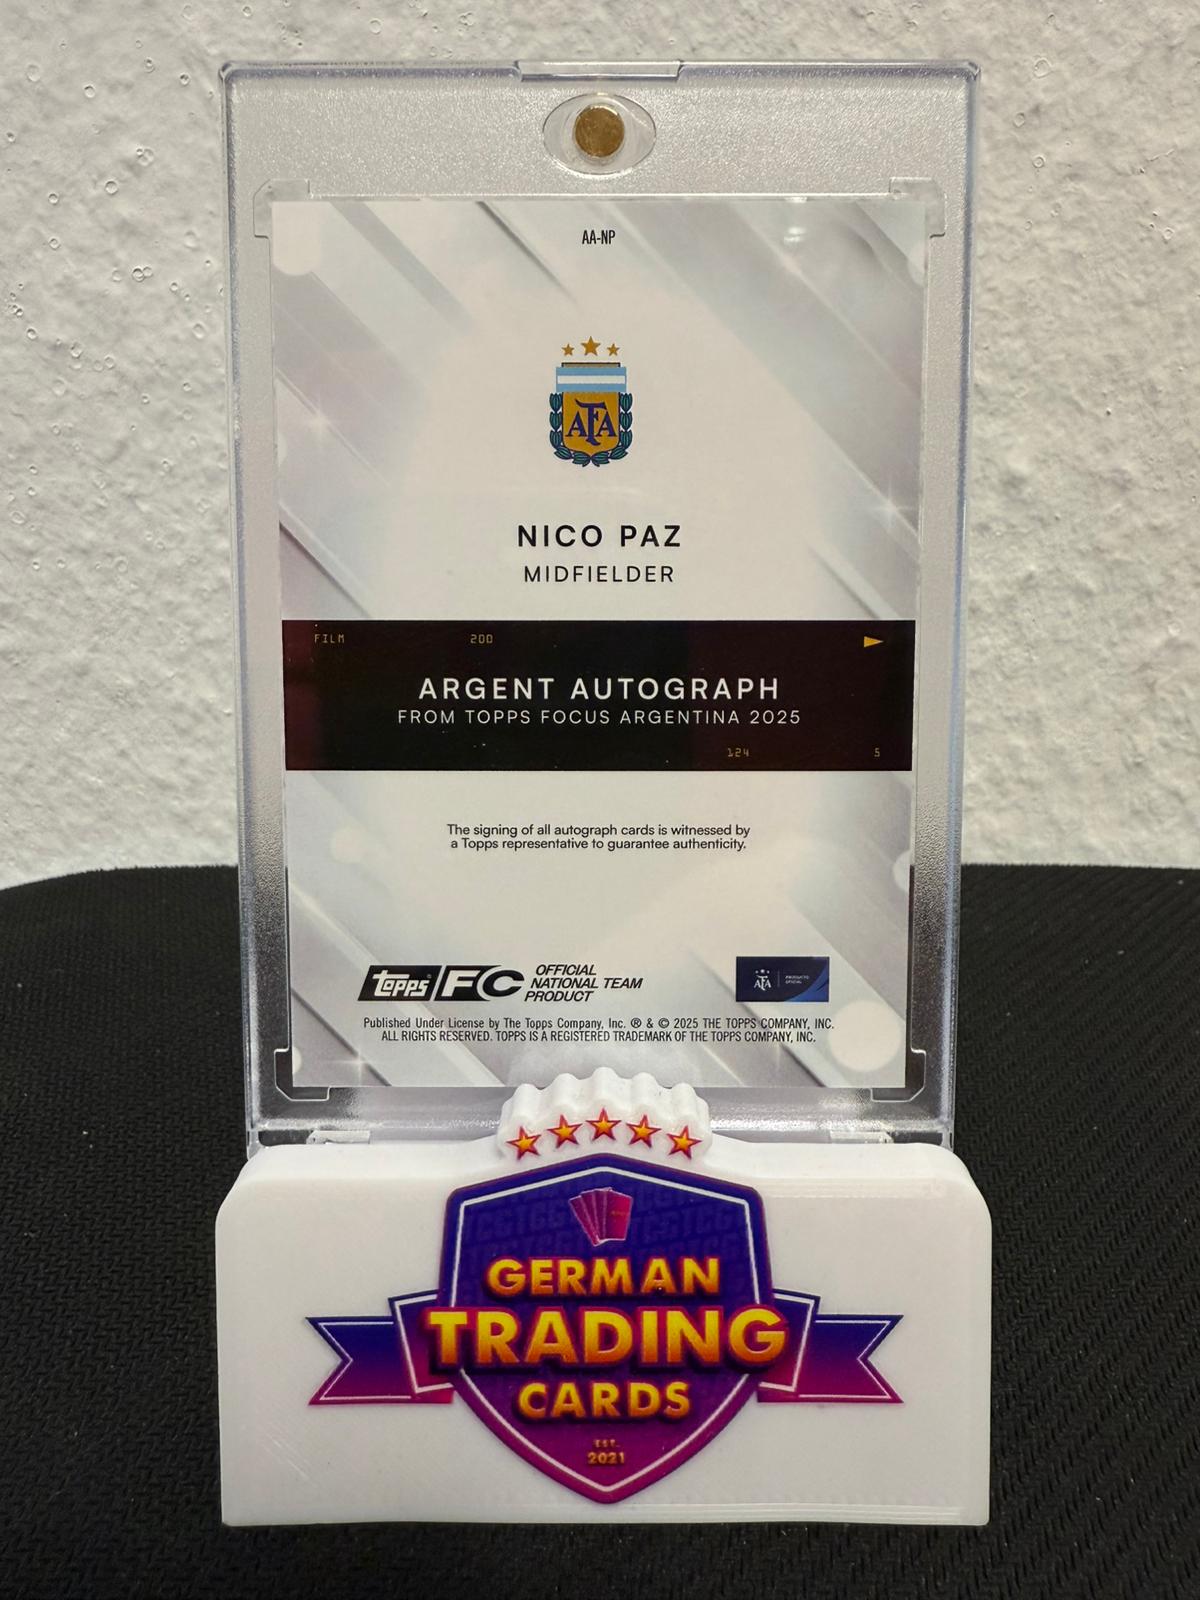 AA-NP
AFA
NICO PAZ
MIDFIELDER
FILM 200
ARGENT AUTOGRAPH
FROM TOPPS FOCUS ARGENTINA 2025
124 5
The signing of all autograph cards is witnessed by
a Topps representative to guarantee authenticity.
topps FC OFFICIAL
NATIONAL TEAM
PRODUCT
AFA PRODUCTO
OFICIAL
Published Under License by The Topps Company, Inc. ® & © 2025 THE TOPPS COMPANY, INC.
ALL RIGHTS RESERVED. TOPPS IS A REGISTERED TRADEMARK OF THE TOPPS COMPANY, INC.
GERMAN
TRADING
CARDS
EST.
2021